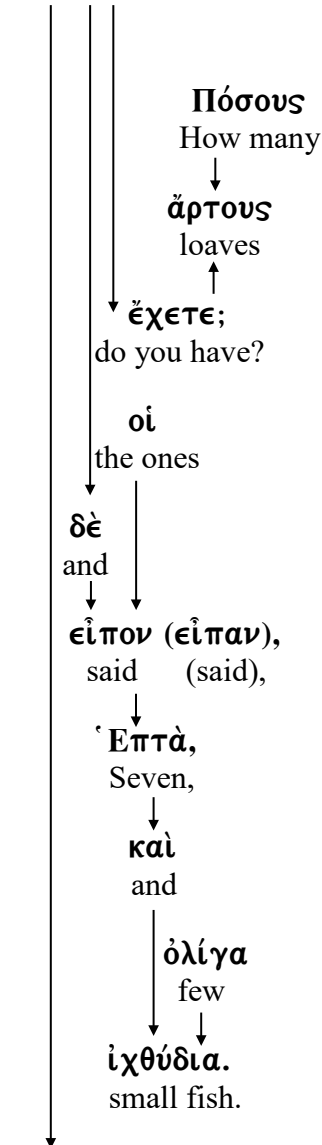 Πόσους
How many
ἄρτους
loaves
ἔχετε;
do you have?
οἱ
the ones
δὲ
and
εἶπον (εἶπαν),
said (said),
Ἑπτὰ,
Seven,
καὶ
and
ὀλίγα
few
ἰχθύδια.
small fish.